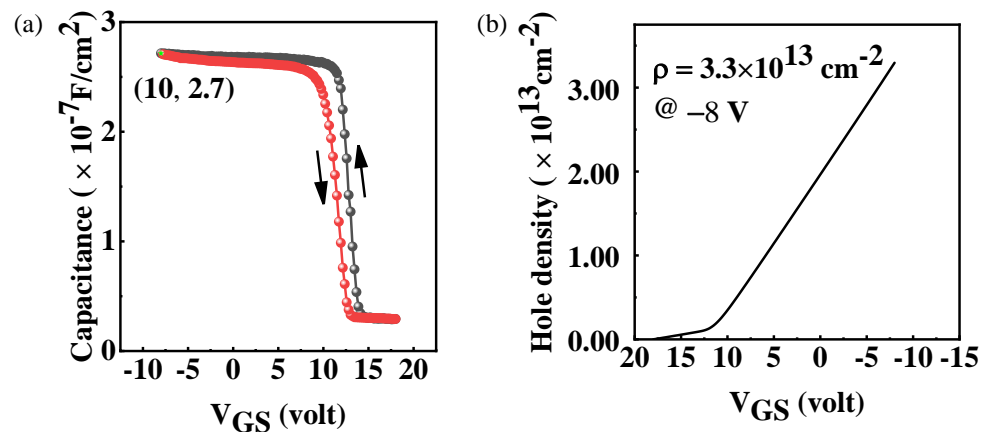 (a)
3
2
1
0
Capacitance ( × 10⁻⁷F/cm²)
(10, 2.7)
-10 -5 0 5 10 15 20
V_GS (volt)
(b)
3.00
2.00
1.00
0.00
Hole density ( × 10¹³cm⁻²)
ρ = 3.3×10¹³ cm⁻²
@ −8 V
20 15 10 5 0 -5 -10 -15
V_GS (volt)